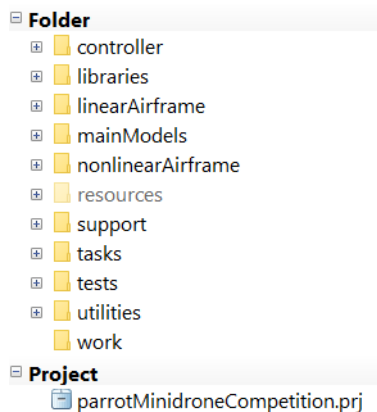 Folder
controller
libraries
linearAirframe
mainModels
nonlinearAirframe
resources
support
tasks
tests
utilities
work
Project
parrotMinidroneCompetition.prj